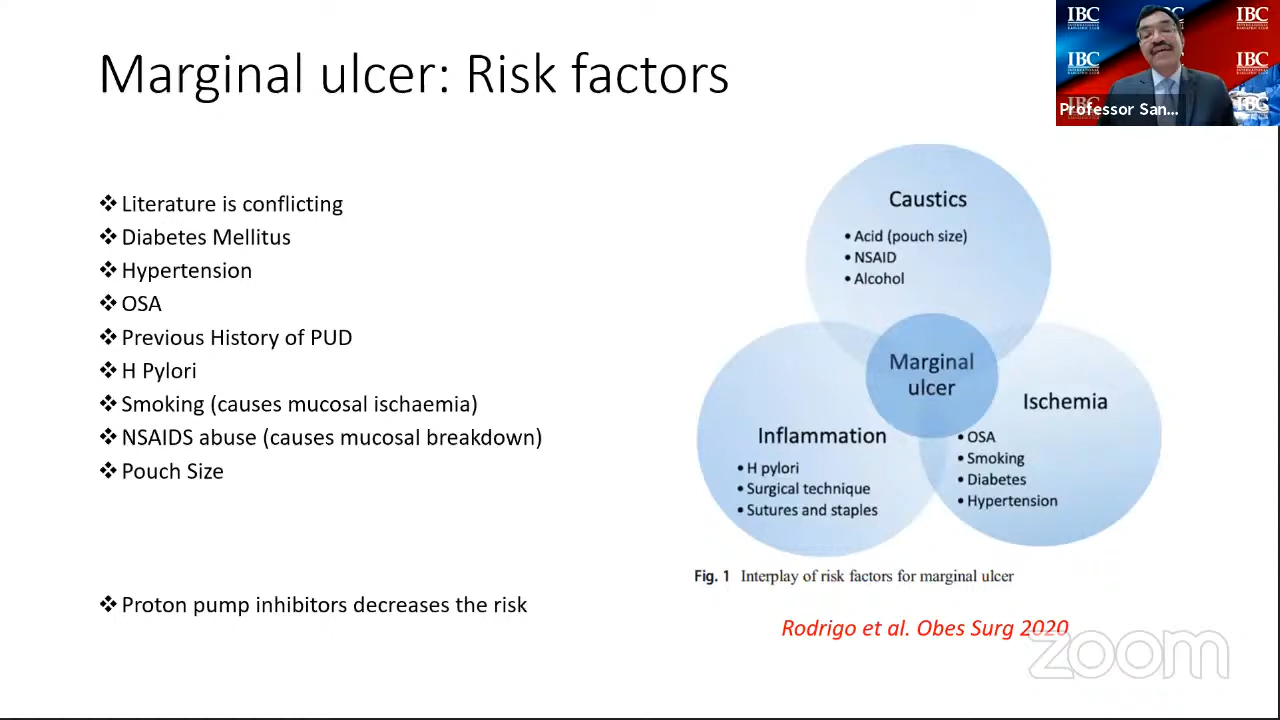 Marginal ulcer: Risk factors
❖ Literature is conflicting
❖ Diabetes Mellitus
❖ Hypertension
❖ OSA
❖ Previous History of PUD
❖ H Pylori
❖ Smoking (causes mucosal ischaemia)
❖ NSAIDS abuse (causes mucosal breakdown)
❖ Pouch Size
❖ Proton pump inhibitors decreases the risk
Caustics
• Acid (pouch size)
• NSAID
• Alcohol
Marginal
ulcer
Inflammation
• H pylori
• Surgical technique
• Sutures and staples
Ischemia
• OSA
• Smoking
• Diabetes
• Hypertension
Fig. 1 Interplay of risk factors for marginal ulcer
Rodrigo et al. Obes Surg 2020
zoom
IBC
IBC
IBC
IBC
IBC
Professor San...